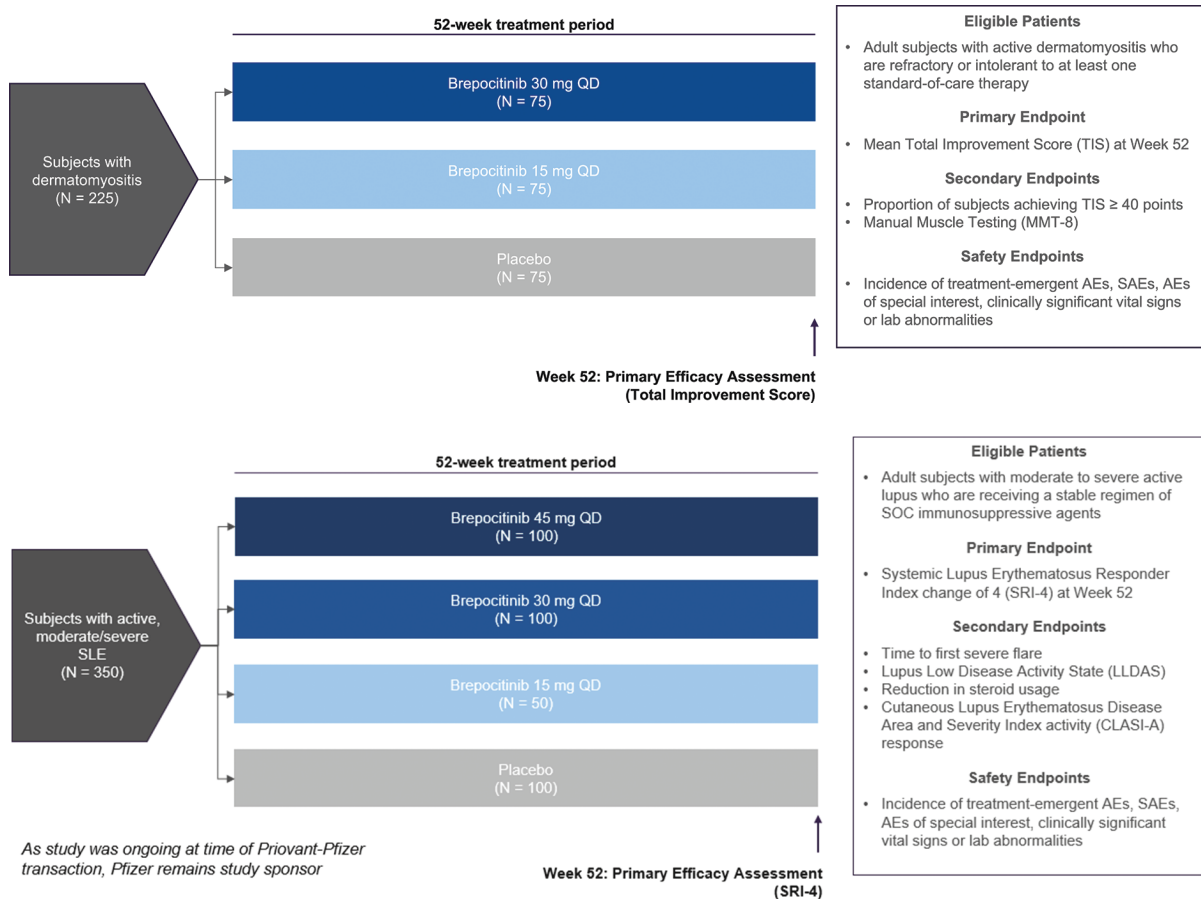 52-week treatment period
Subjects with
dermatomyositis
(N = 225)
Brepocitinib 30 mg QD
(N = 75)
Brepocitinib 15 mg QD
(N = 75)
Placebo
(N = 75)
Week 52: Primary Efficacy Assessment
(Total Improvement Score)
Eligible Patients
• Adult subjects with active dermatomyositis who
are refractory or intolerant to at least one
standard-of-care therapy
Primary Endpoint
• Mean Total Improvement Score (TIS) at Week 52
Secondary Endpoints
• Proportion of subjects achieving TIS ≥ 40 points
• Manual Muscle Testing (MMT-8)
Safety Endpoints
• Incidence of treatment-emergent AEs, SAEs, AEs
of special interest, clinically significant vital signs
or lab abnormalities
52-week treatment period
Subjects with active,
moderate/severe
SLE
(N = 350)
Brepocitinib 45 mg QD
(N = 100)
Brepocitinib 30 mg QD
(N = 100)
Brepocitinib 15 mg QD
(N = 50)
Placebo
(N = 100)
As study was ongoing at time of Priovant-Pfizer
transaction, Pfizer remains study sponsor
Week 52: Primary Efficacy Assessment
(SRI-4)
Eligible Patients
• Adult subjects with moderate to severe active
lupus who are receiving a stable regimen of
SOC immunosuppressive agents
Primary Endpoint
• Systemic Lupus Erythematosus Responder
Index change of 4 (SRI-4) at Week 52
Secondary Endpoints
• Time to first severe flare
• Lupus Low Disease Activity State (LLDAS)
• Reduction in steroid usage
• Cutaneous Lupus Erythematosus Disease
Area and Severity Index activity (CLASI-A)
response
Safety Endpoints
• Incidence of treatment-emergent AEs, SAEs,
AEs of special interest, clinically significant
vital signs or lab abnormalities